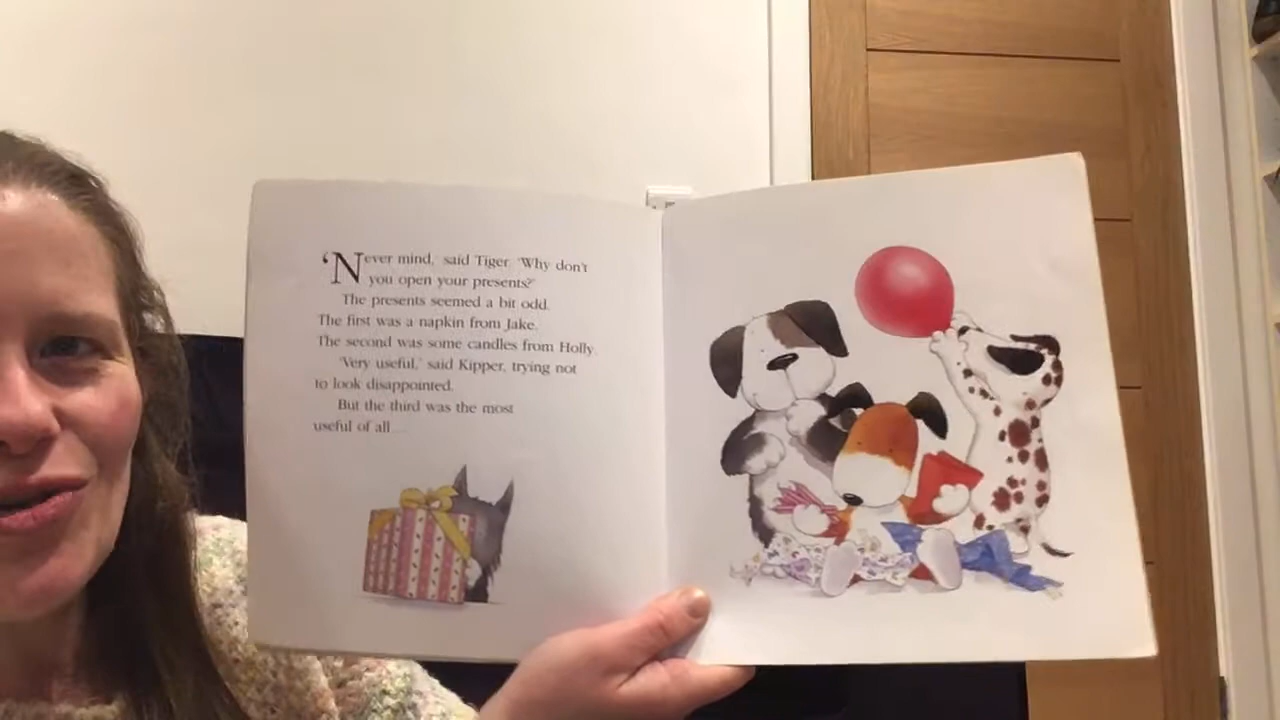 ‘Never mind,’ said Tiger. ‘Why don't
you open your presents?’
The presents seemed a bit odd.
The first was a napkin from Jake.
The second was some candles from Holly.
‘Very useful,’ said Kipper, trying not
to look disappointed.
But the third was the most
useful of all ...